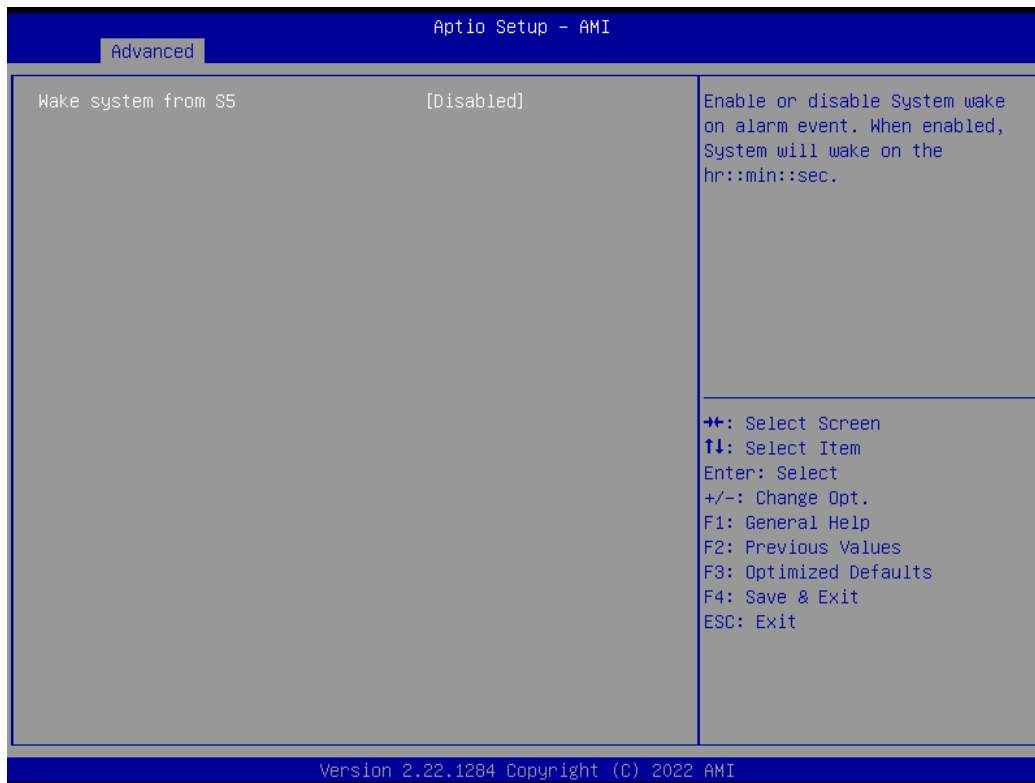 Aptio Setup – AMI
Advanced
Wake system from S5 [Disabled]
Enable or disable System wake
on alarm event. When enabled,
System will wake on the
hr::min::sec.
→←: Select Screen
↑↓: Select Item
Enter: Select
+/-: Change Opt.
F1: General Help
F2: Previous Values
F3: Optimized Defaults
F4: Save & Exit
ESC: Exit
Version 2.22.1284 Copyright (C) 2022 AMI